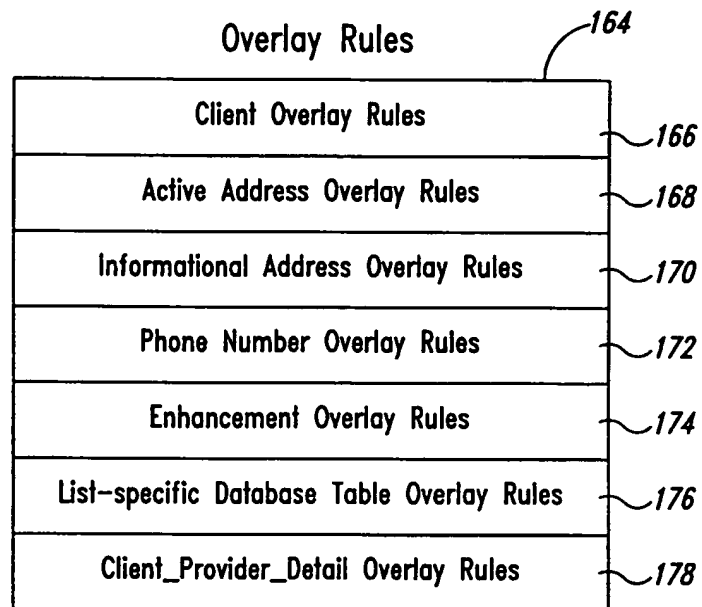 Overlay Rules
164
Client Overlay Rules
166
Active Address Overlay Rules
168
Informational Address Overlay Rules
170
Phone Number Overlay Rules
172
Enhancement Overlay Rules
174
List-specific Database Table Overlay Rules
176
Client_Provider_Detail Overlay Rules
178